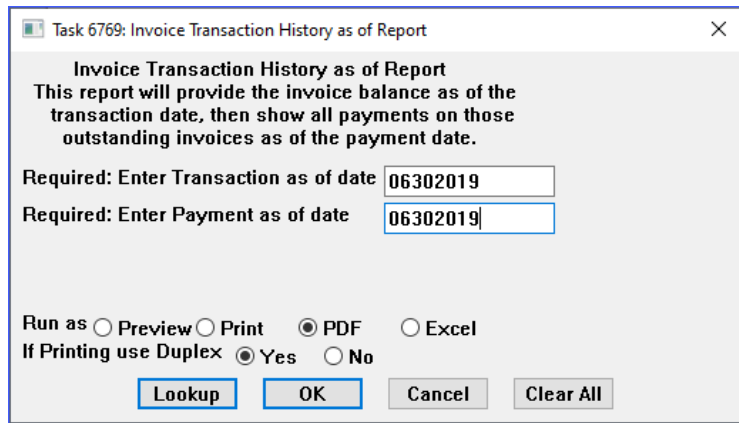 Task 6769: Invoice Transaction History as of Report
Invoice Transaction History as of Report
This report will provide the invoice balance as of the
transaction date, then show all payments on those
outstanding invoices as of the payment date.
Required: Enter Transaction as of date 06302019
Required: Enter Payment as of date 06302019
Run as Preview Print PDF Excel
If Printing use Duplex Yes No
Lookup OK Cancel Clear All